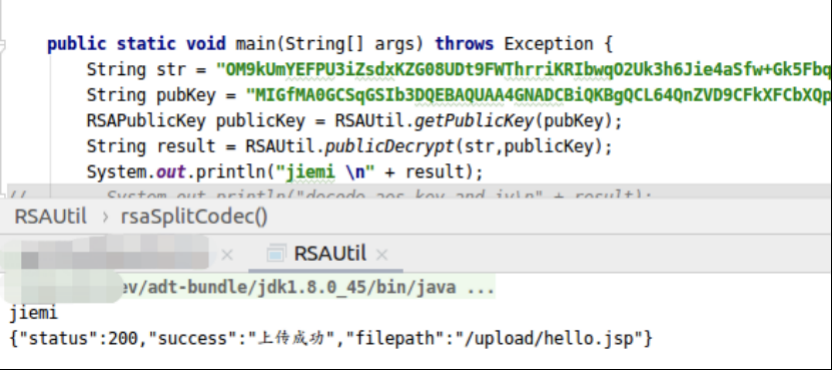 public static void main(String[] args) throws Exception {
String str = "OM9kUmYEFPU3iZsdxKZG08UDt9FWThrriKRIbwqO2Uk3h6Jie4aSfw+Gk5Fbq
String pubKey = "MIGfMA0GCSqGSIb3DQEBAQUAA4GNADCBiQKBgQCL64QnZVD9CFkXFCbXQp
RSAPublicKey publicKey = RSAUtil.getPublicKey(pubKey);
String result = RSAUtil.publicDecrypt(str,publicKey);
System.out.println("jiemi \n" + result);
// System.out.println("decode aes key and iv\n" + result);
RSAUtil › rsaSplitCodec()
RSAUtil
ev/adt-bundle/jdk1.8.0_45/bin/java ...
jiemi
{"status":200,"success":"上传成功","filepath":"/upload/hello.jsp"}